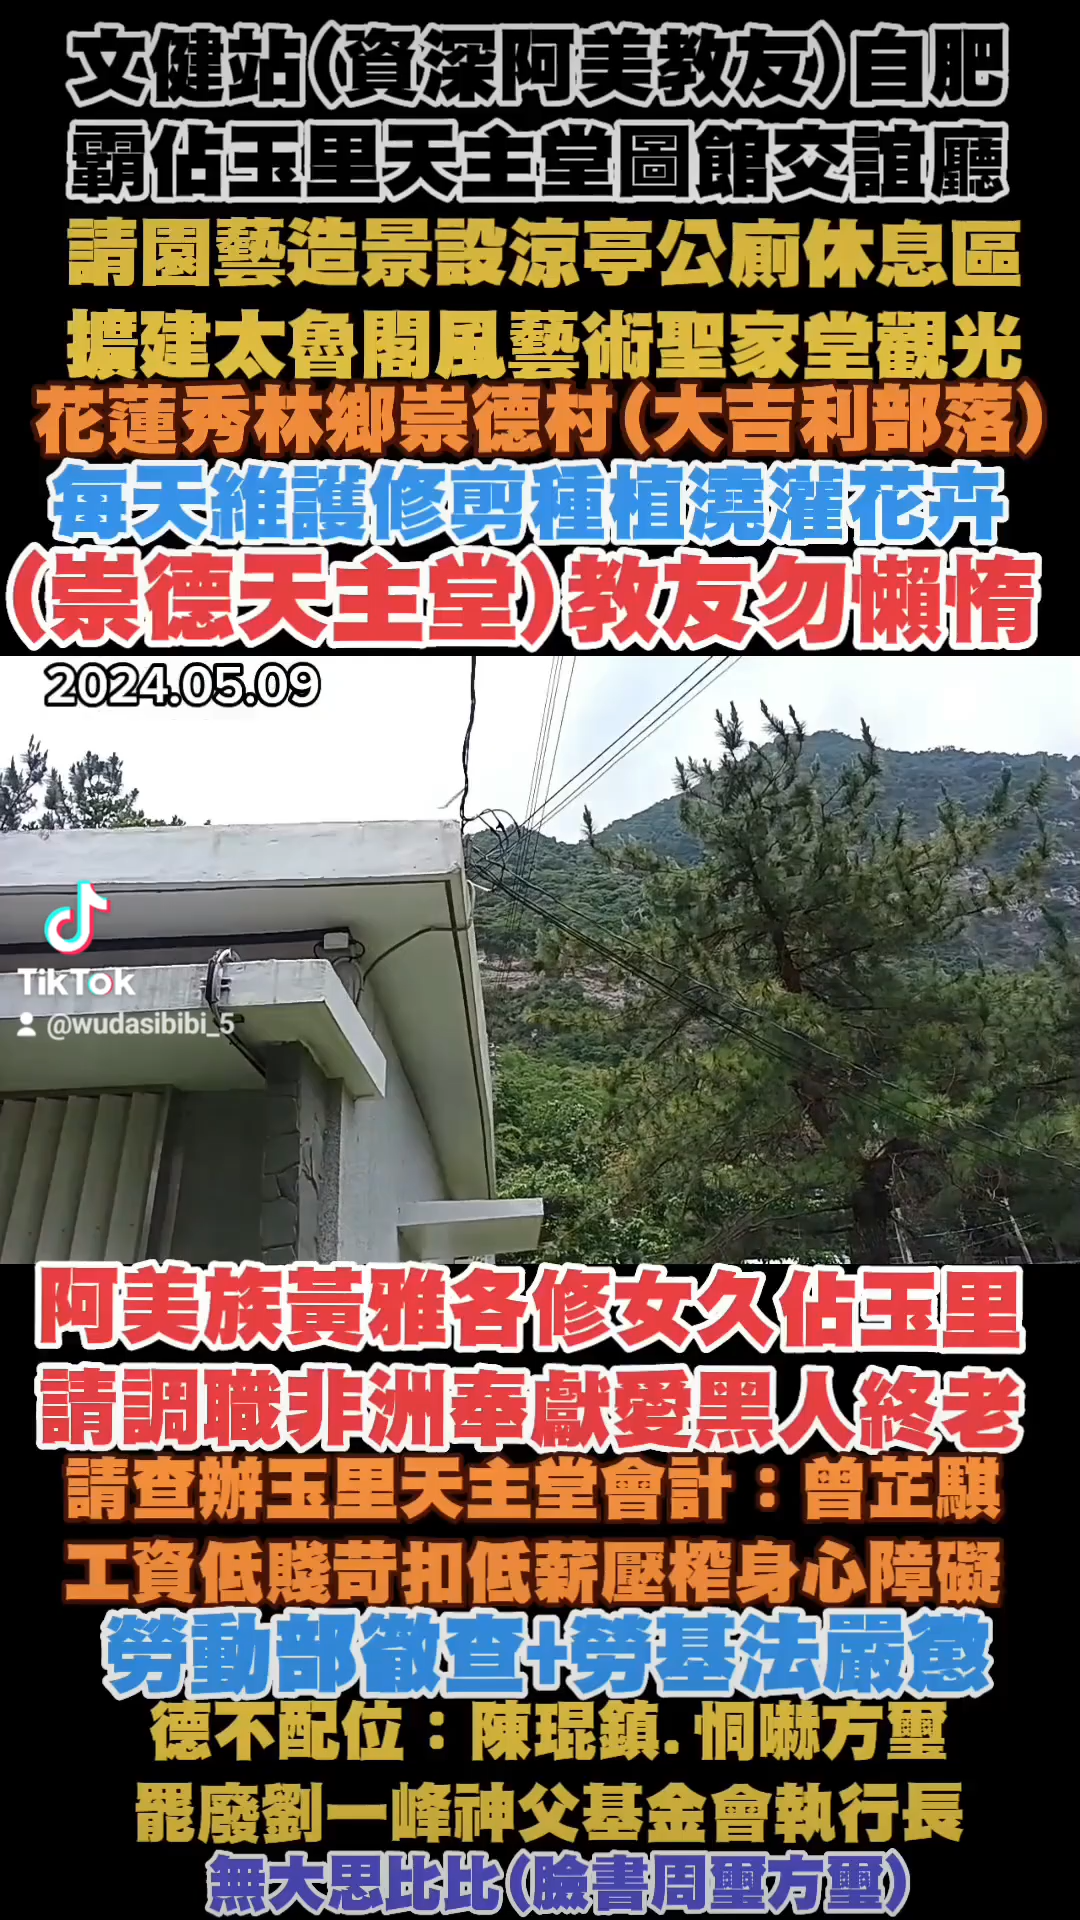 文健站(資深阿美教友)自肥
霸佔玉里天主堂圖館交誼廳
請園藝造景設涼亭公廁休息區
擴建太魯閣風藝術聖家堂觀光
花蓮秀林鄉崇德村(大吉利部落)
每天維護修剪種植澆灌花卉
(崇德天主堂)教友勿懶惰
2024.05.09
TikTok
@wudasibibi_5
阿美族黃雅各修女久佔玉里
請調職非洲奉獻愛黑人終老
請查辦玉里天主堂會計：曾芷騏
工資低賤苛扣低薪壓榨身心障礙
勞動部徹查+勞基法嚴懲
德不配位：陳琨鎮.恫嚇方璽
罷廢劉一峰神父基金會執行長
無大思比比(臉書周璽方璽)